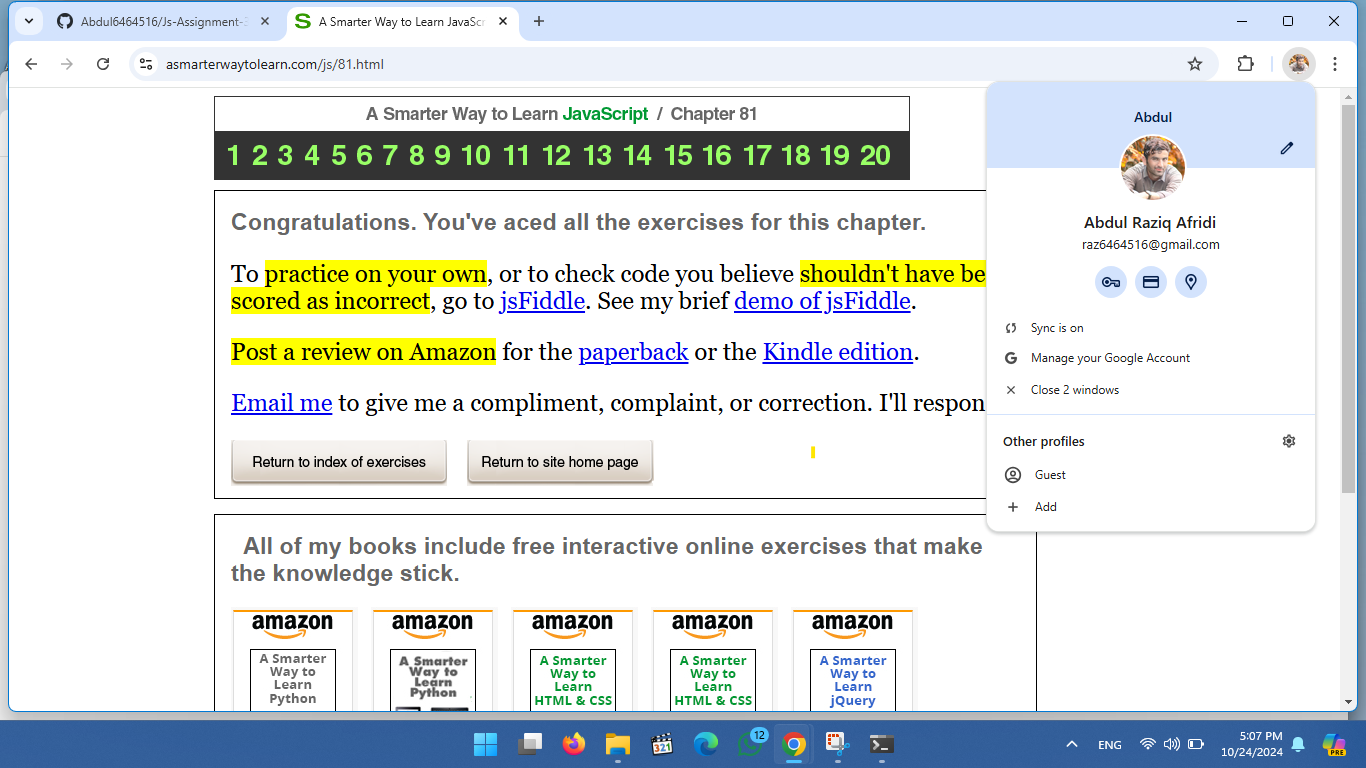 Abdul6464516/Js-Assignment-
A Smarter Way to Learn JavaScr
asmarterwaytolearn.com/js/81.html
A Smarter Way to Learn JavaScript / Chapter 81
1 2 3 4 5 6 7 8 9 10 11 12 13 14 15 16 17 18 19 20
Congratulations. You've aced all the exercises for this chapter.
To practice on your own, or to check code you believe shouldn't have be
scored as incorrect, go to jsFiddle. See my brief demo of jsFiddle.
Post a review on Amazon for the paperback or the Kindle edition.
Email me to give me a compliment, complaint, or correction. I'll respon
Return to index of exercises
Return to site home page
All of my books include free interactive online exercises that make
the knowledge stick.
amazon amazon amazon amazon amazon
A Smarter
Way to
Learn
Python
A Smarter
Way to
Learn
Python
A Smarter
Way to
Learn
HTML & CSS
A Smarter
Way to
Learn
HTML & CSS
A Smarter
Way to
Learn
jQuery
Abdul
Abdul Raziq Afridi
raz6464516@gmail.com
Sync is on
Manage your Google Account
Close 2 windows
Other profiles
Guest
Add
321
12
ENG
5:07 PM
10/24/2024
PRE